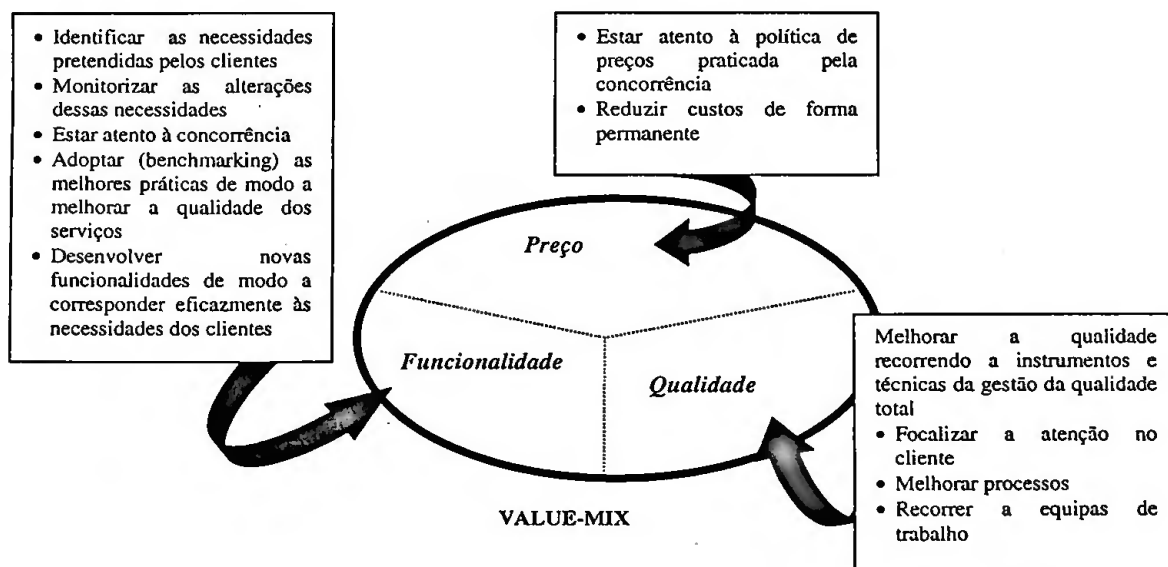 • Identificar as necessidades
pretendidas pelos clientes
• Monitorizar as alterações
dessas necessidades
• Estar atento à concorrência
• Adoptar (benchmarking) as
melhores práticas de modo a
melhorar a qualidade dos
serviços
• Desenvolver novas
funcionalidades de modo a
corresponder eficazmente às
necessidades dos clientes
• Estar atento à política de
preços praticada pela
concorrência
• Reduzir custos de forma
permanente
Preço
Funcionalidade
Qualidade
Melhorar a qualidade
recorrendo a instrumentos e
técnicas da gestão da qualidade
total
• Focalizar a atenção no
cliente
• Melhorar processos
• Recorrer a equipas de
trabalho
VALUE-MIX